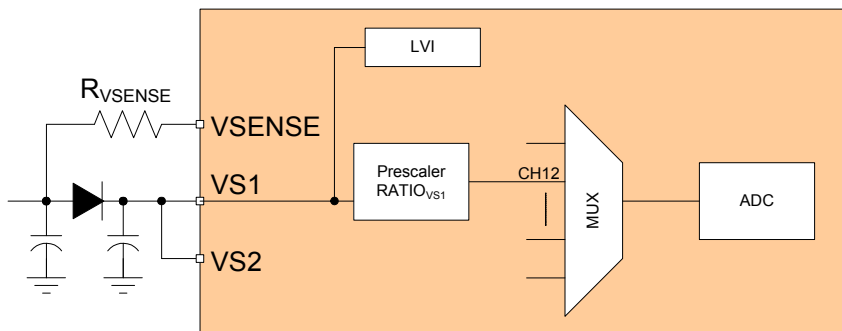 LVI
RVSENSE
VSENSE
VS1
Prescaler
RATIOVS1
CH12
MUX
ADC
VS2